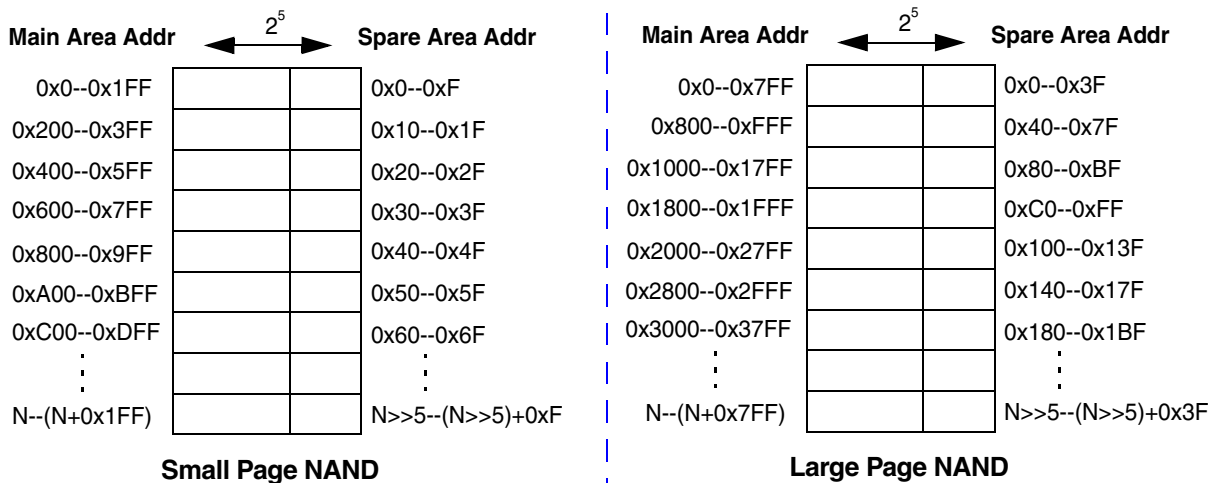 Main Area Addr 2^5 Spare Area Addr
0x0--0x1FF 0x0--0xF
0x200--0x3FF 0x10--0x1F
0x400--0x5FF 0x20--0x2F
0x600--0x7FF 0x30--0x3F
0x800--0x9FF 0x40--0x4F
0xA00--0xBFF 0x50--0x5F
0xC00--0xDFF 0x60--0x6F
N--(N+0x1FF) N>>5--(N>>5)+0xF
Small Page NAND
Main Area Addr 2^5 Spare Area Addr
0x0--0x7FF 0x0--0x3F
0x800--0xFFF 0x40--0x7F
0x1000--0x17FF 0x80--0xBF
0x1800--0x1FFF 0xC0--0xFF
0x2000--0x27FF 0x100--0x13F
0x2800--0x2FFF 0x140--0x17F
0x3000--0x37FF 0x180--0x1BF
N--(N+0x7FF) N>>5--(N>>5)+0x3F
Large Page NAND